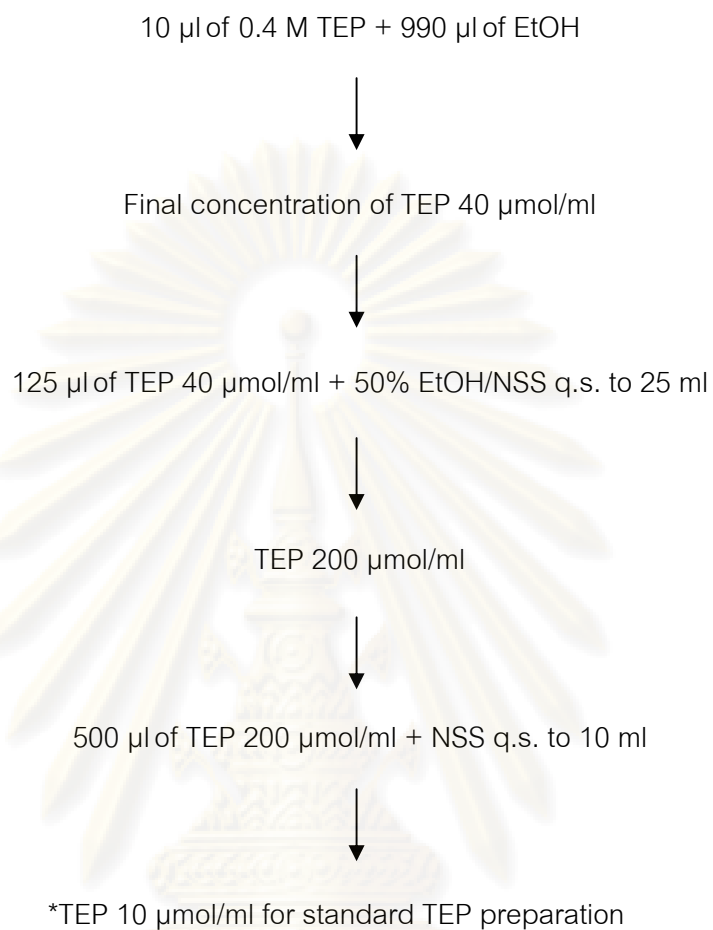 10 µl of 0.4 M TEP + 990 µl of EtOH
Final concentration of TEP 40 µmol/ml
125 µl of TEP 40 µmol/ml + 50% EtOH/NSS q.s. to 25 ml
TEP 200 µmol/ml
500 µl of TEP 200 µmol/ml + NSS q.s. to 10 ml
*TEP 10 µmol/ml for standard TEP preparation